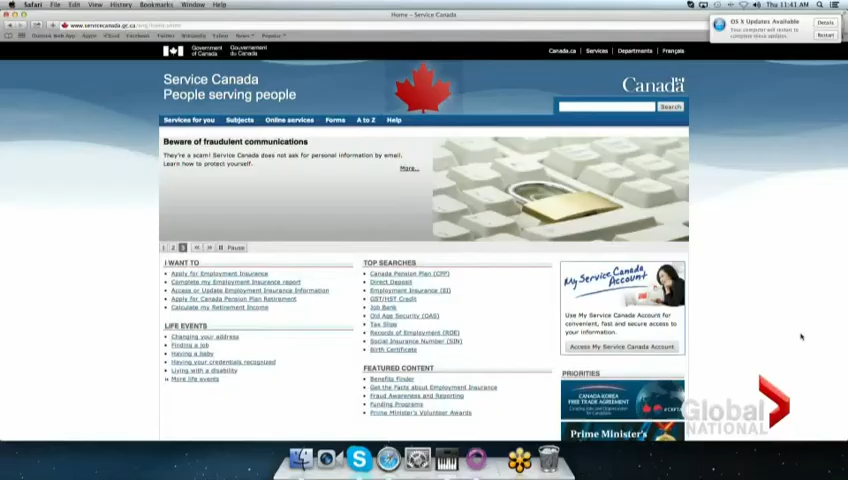 Safari File Edit View History Bookmarks Window Help
Thu 11:41 AM
Home – Service Canada
www.servicecanada.gc.ca
OS X Updates Available
Details
Restart
Government of Canada
Gouvernement du Canada
Canada.ca
Services
Departments
Français
Service Canada
People serving people
Canada
Search
Services for you
Subjects
Online services
Forms
A to Z
Help
Beware of fraudulent communications
They're a scam! Service Canada does not ask for personal information by email.
Learn how to protect yourself.
More...
1 2 3
Pause
I WANT TO
Apply for Employment Insurance
Complete my Employment Insurance report
Access or Update Employment Insurance Information
Apply for Canada Pension Plan Retirement
Calculate my Retirement Income
LIFE EVENTS
Changing your address
Finding a job
Having a baby
Having your credentials recognized
Living with a disability
More life events
TOP SEARCHES
Canada Pension Plan (CPP)
Direct Deposit
Employment Insurance (EI)
GST/HST Credit
Job Bank
Old Age Security (OAS)
Tax Slips
Records of Employment (ROE)
Social Insurance Number (SIN)
Birth Certificate
FEATURED CONTENT
Benefits finder
Get the Facts about Employment Insurance
Fraud Awareness and Reporting
Funding Programs
Prime Minister's Volunteer Awards
My Service Canada Account
Use My Service Canada Account for
convenient, fast and secure access to
your information.
Access My Service Canada Account
PRIORITIES
CANADA-KOREA
FREE TRADE AGREEMENT
Prime Minister's
Global
NATIONAL